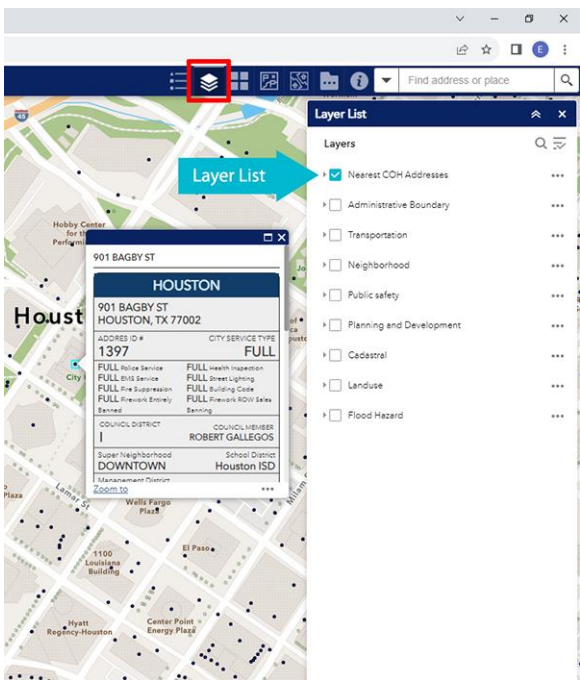 E
Find address or place
45
Layer List
Layers
Layer List
Nearest COH Addresses
Administrative Boundary
Transportation
Neighborhood
Public safety
Planning and Development
Cadastral
Landuse
Flood Hazard
Hobby Center
for th
Performi
Houst
City
901 BAGBY ST
HOUSTON
901 BAGBY ST
HOUSTON, TX 77002
ADDRES ID #
CITY SERVICE TYPE
1397
FULL
FULL Police Service
FULL Health Inspection
FULL EMS Service
FULL Street Lighting
FULL Fire Suppression
FULL Building Code
FULL Firework Entirely Banned
FULL Firework ROW Sales Banning
COUNCIL DISTRICT
COUNCIL MEMBER
I
ROBERT GALLEGOS
Super Neighborhood
School District
DOWNTOWN
Houston ISD
Management District
Zoom to
Plaza
Lamar St
Wells Fargo
Plaza
Milam
El Paso
1100
Louisiana
Building
Hyatt
Regency-Houston
Center Point
Energy Plaza